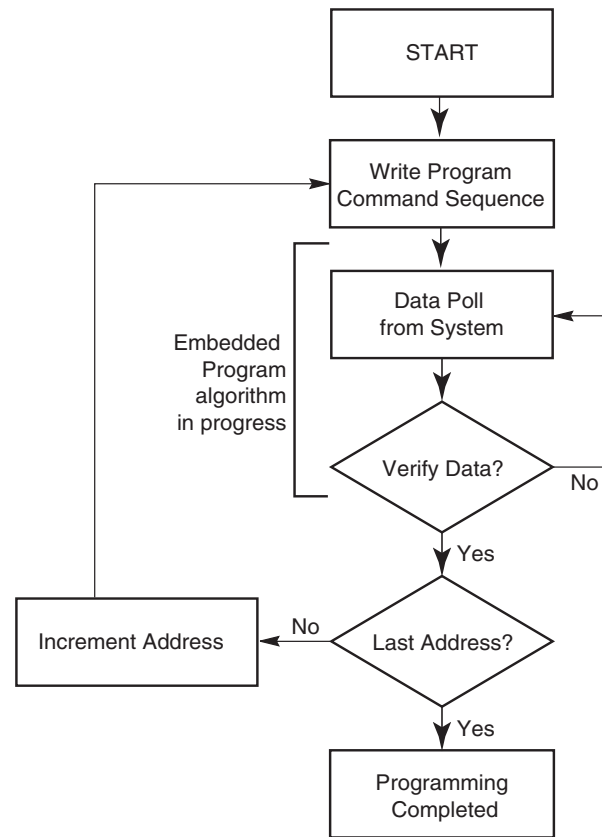 START
Write Program
Command Sequence
Data Poll
from System
Embedded
Program
algorithm
in progress
Verify Data?
No
Yes
Increment Address
No
Last Address?
Yes
Programming
Completed